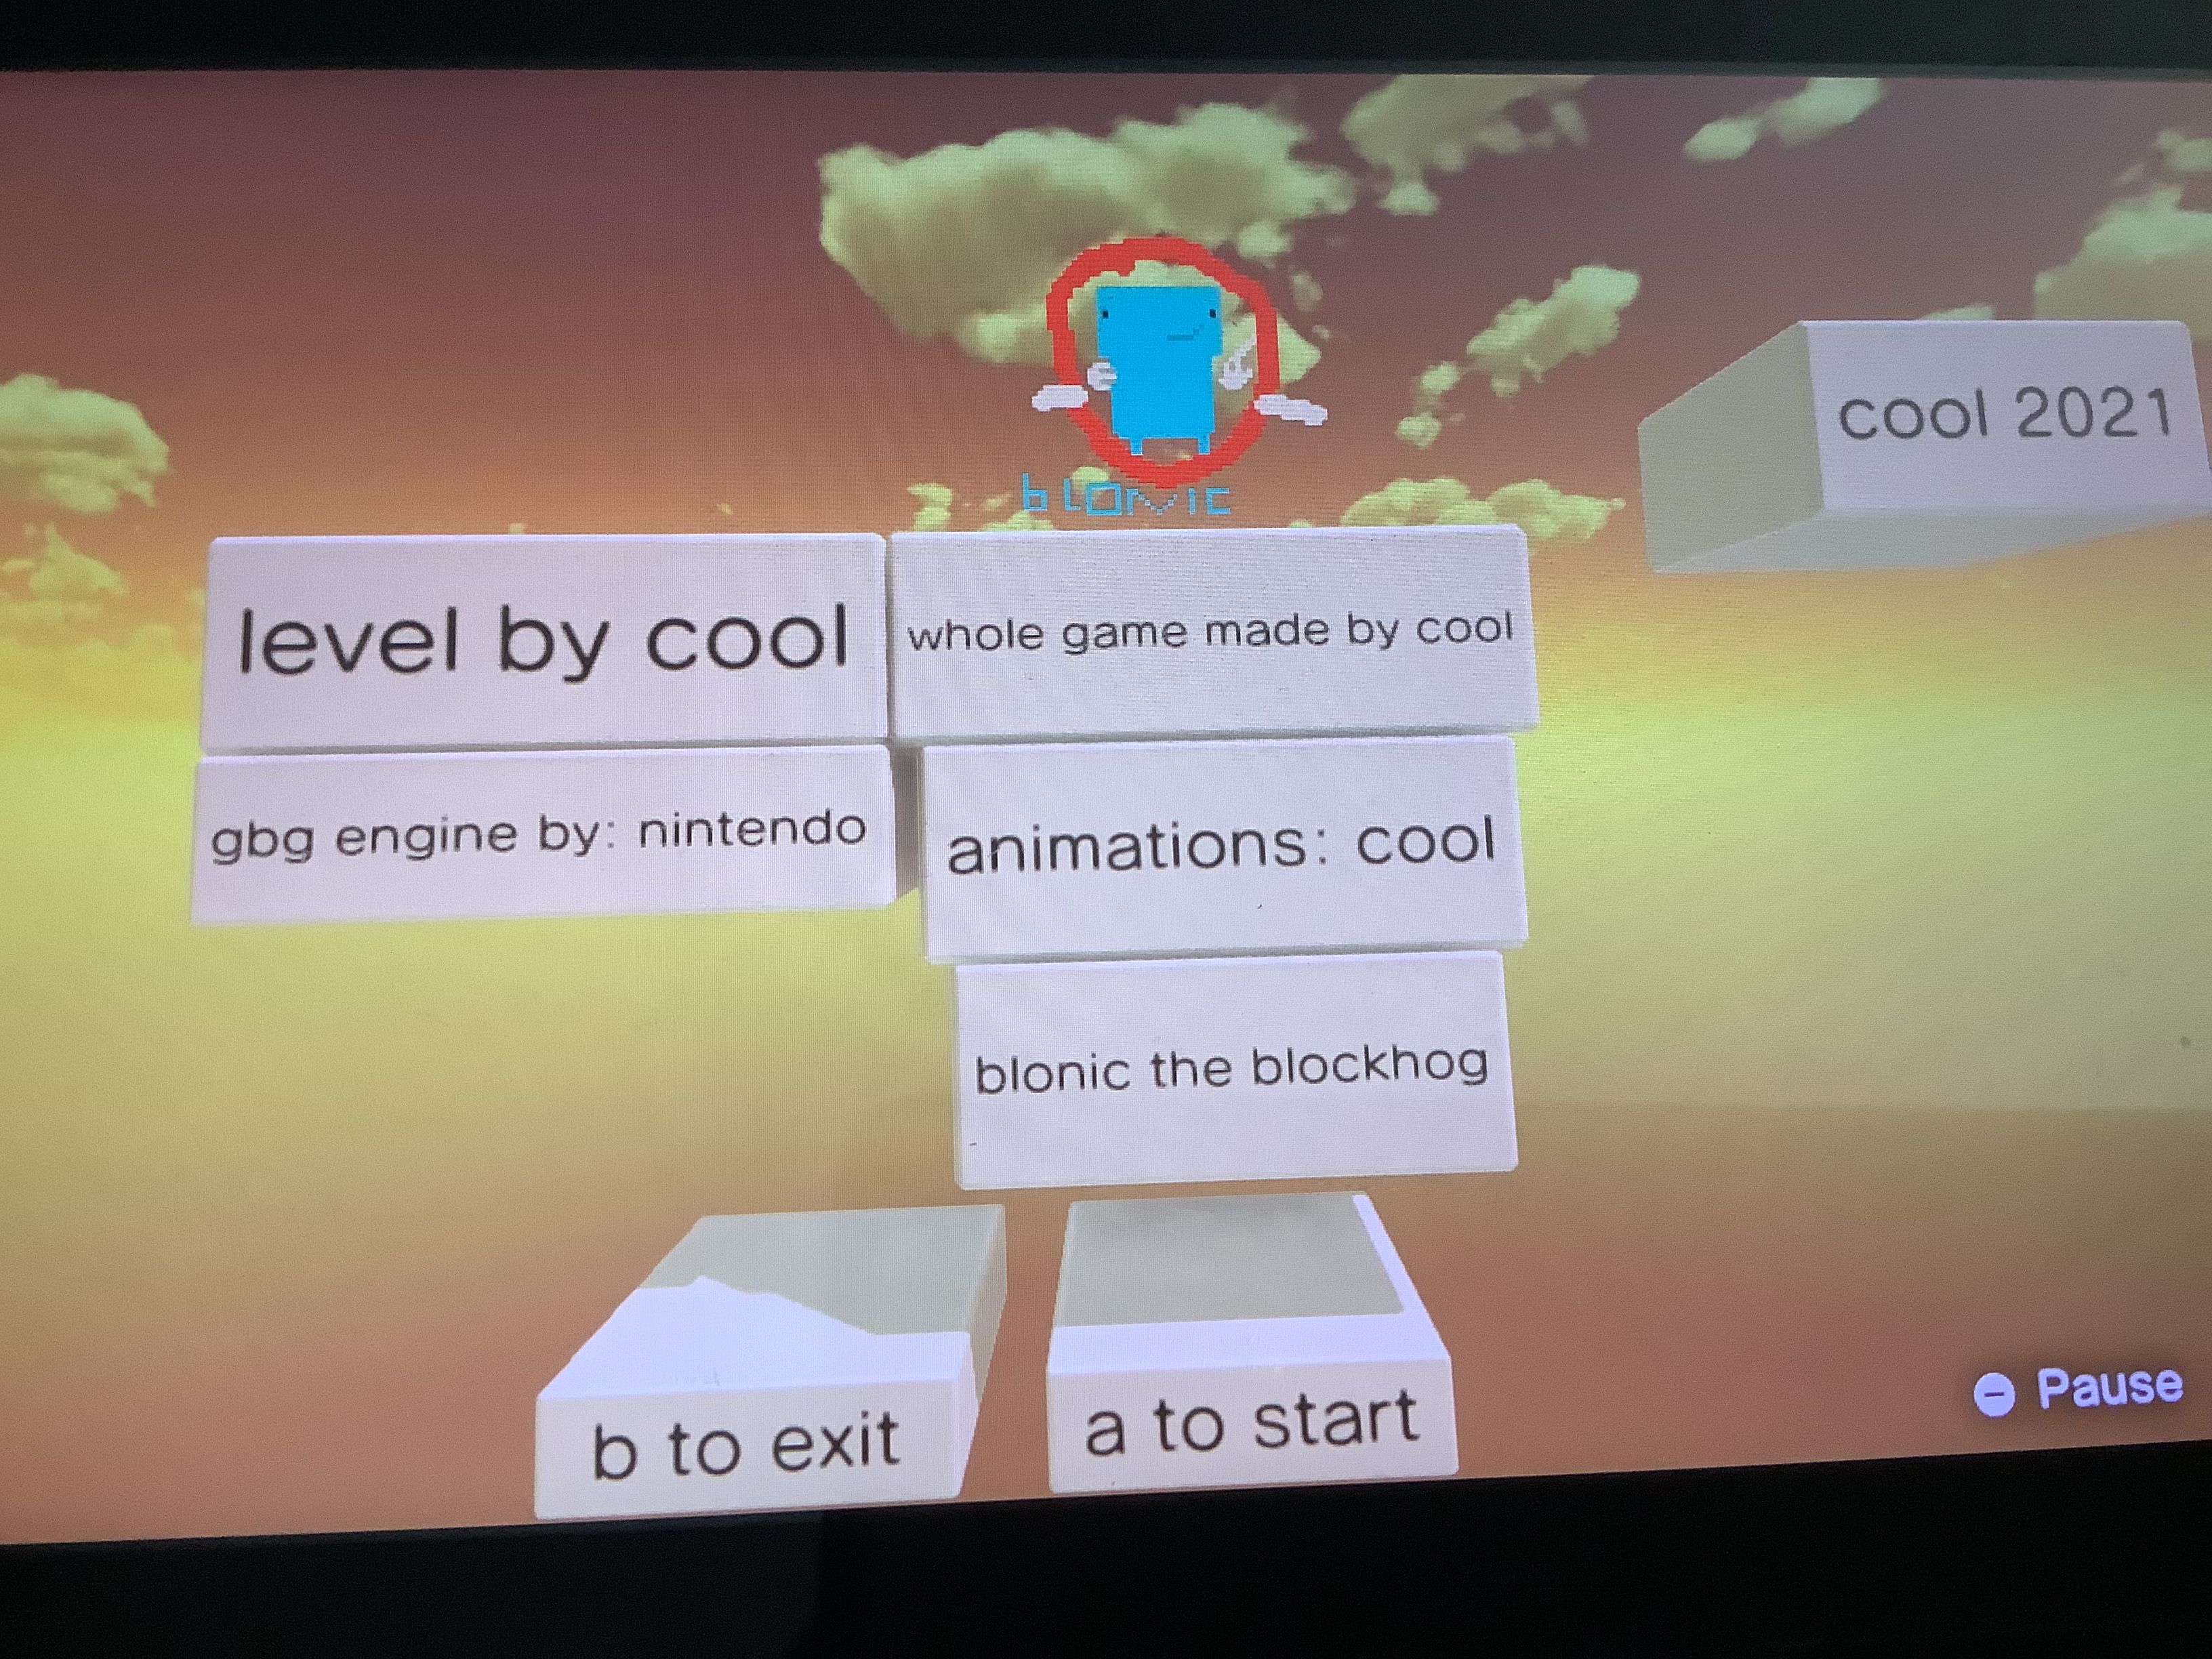 blonic
cool 2021
level by cool
whole game made by cool
gbg engine by: nintendo
animations: cool
blonic the blockhog
b to exit
a to start
Pause